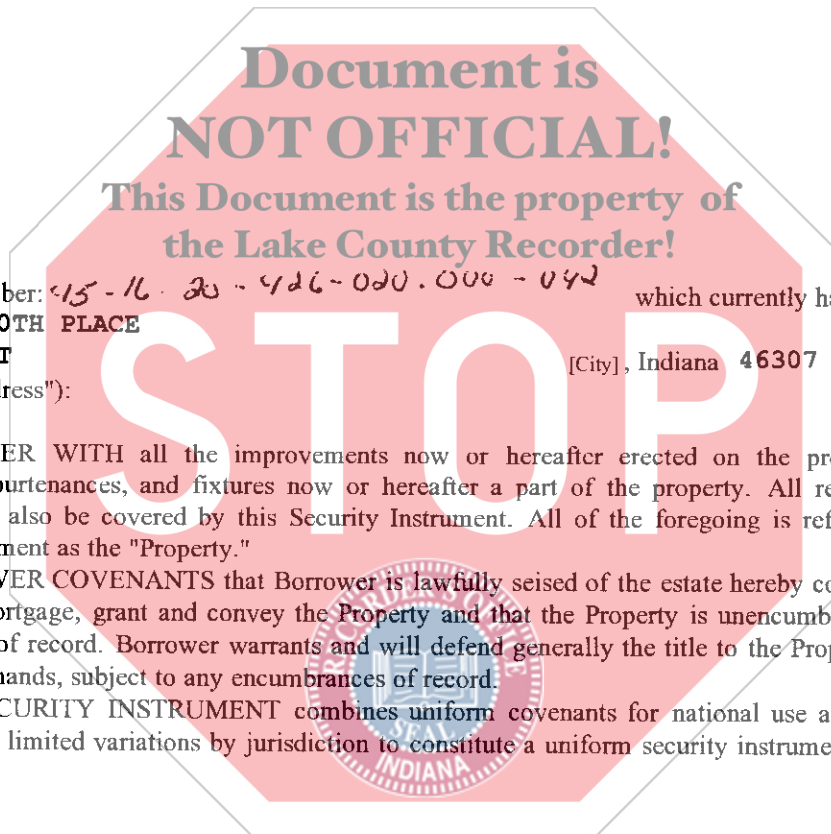 Document is
NOT OFFICIAL!
This Document is the property of
the Lake County Recorder!
ber: 45-16-20-426-020.000-042 which currently ha
0TH PLACE
T [City], Indiana 46307
ress"):
ER WITH all the improvements now or hereafter erected on the pr
purtenances, and fixtures now or hereafter a part of the property. All re
also be covered by this Security Instrument. All of the foregoing is ref
ment as the "Property."
VER COVENANTS that Borrower is lawfully seised of the estate hereby co
ortgage, grant and convey the Property and that the Property is unencumb
of record. Borrower warrants and will defend generally the title to the Prop
nands, subject to any encumbrances of record.
CURITY INSTRUMENT combines uniform covenants for national use a
limited variations by jurisdiction to constitute a uniform security instrume
STOP
RECORDER'S OFFICE
SEAL
INDIANA